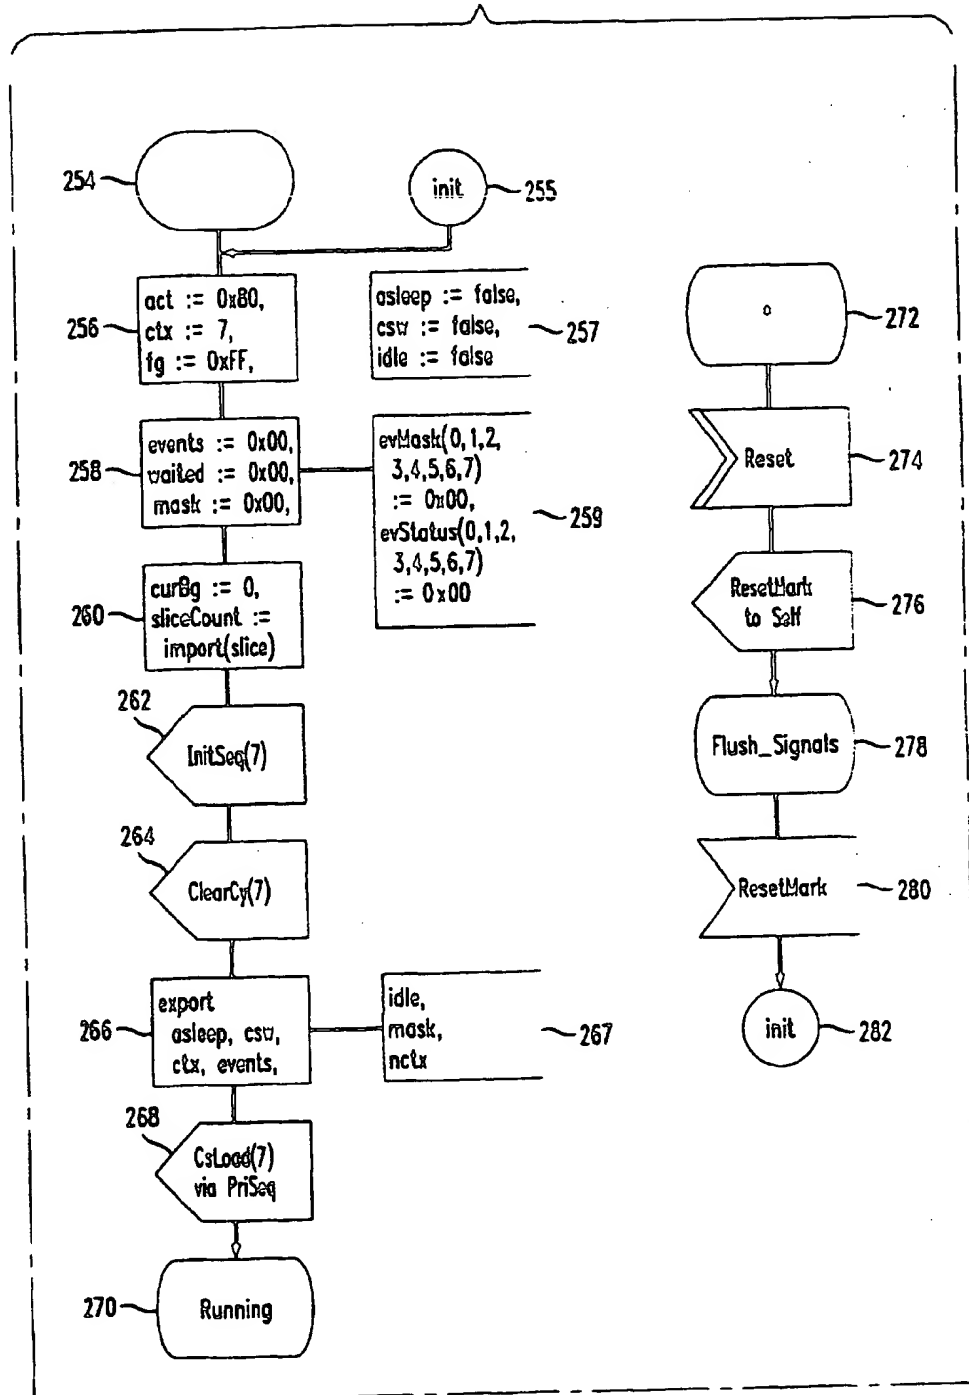 254
init
255
act := 0x80,
ctx := 7,
fg := 0xFF,
256
asleep := false,
csw := false,
idle := false
257
events := 0x00,
waited := 0x00,
mask := 0x00,
258
evMask(0,1,2,
3,4,5,6,7)
:= 0x00,
evStatus(0,1,2,
3,4,5,6,7)
:= 0x00
259
curBg := 0,
sliceCount :=
import(slice)
260
262
InitSeq(7)
264
ClearCy(7)
export
asleep, csw,
ctx, events,
266
idle,
mask,
nctx
267
268
CsLoad(7)
via PriSeq
270
Running
272
Reset
274
ResetMark
to Self
276
Flush_Signals
278
ResetMark
280
init
282